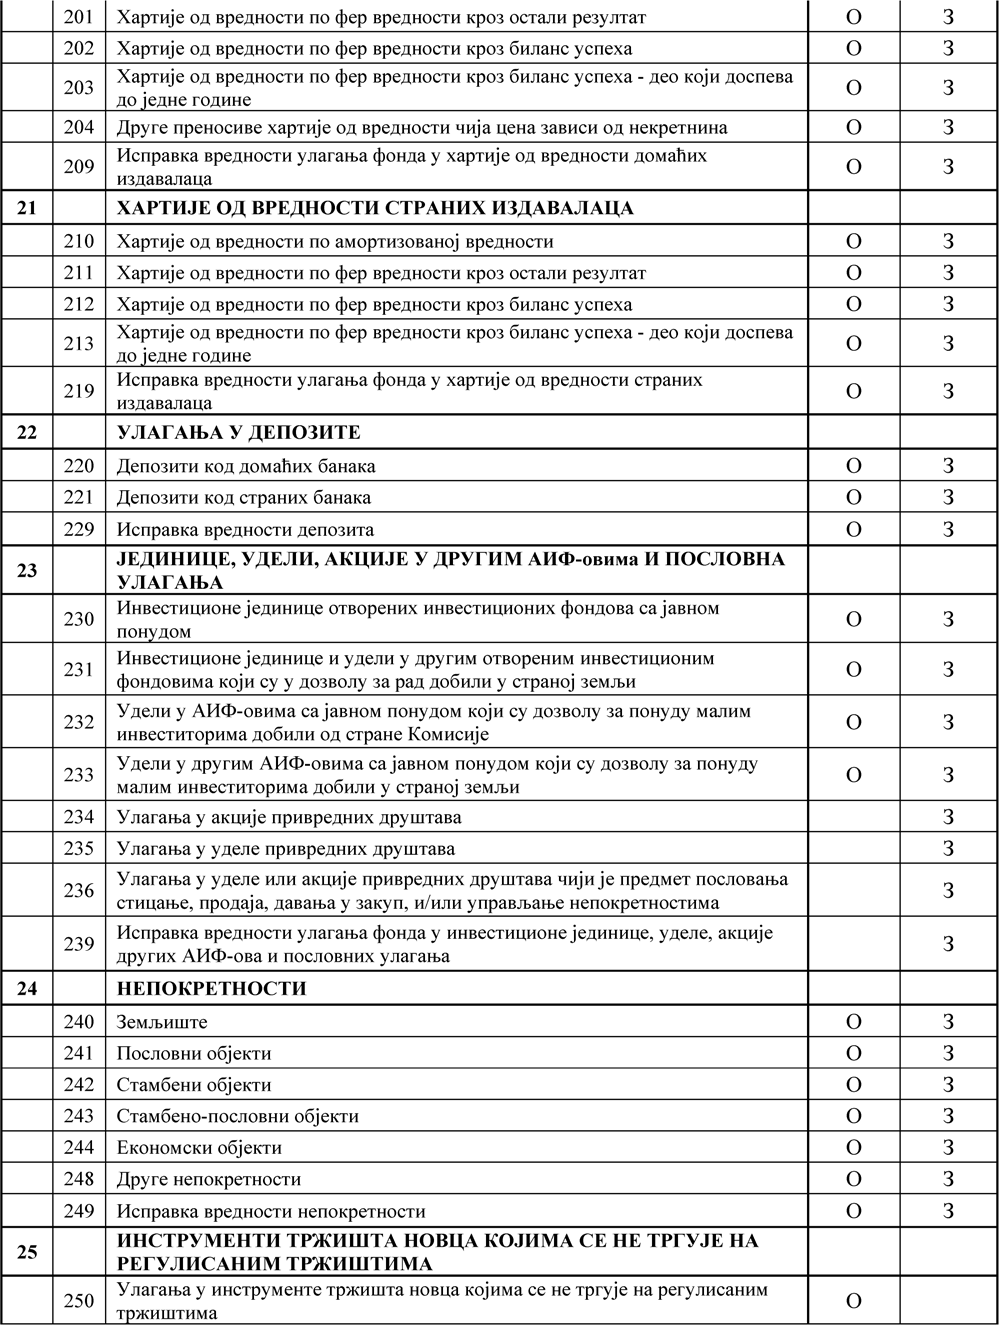 201 Хартије од вредности по фер вредности кроз остали резултат О З
202 Хартије од вредности по фер вредности кроз биланс успеха О З
203 Хартије од вредности по фер вредности кроз биланс успеха - део који доспева
до једне године О З
204 Друге преносиве хартије од вредности чија цена зависи од некретнина О З
209 Исправка вредности улагања фонда у хартије од вредности домаћих
издавалаца О З
21 ХАРТИЈЕ ОД ВРЕДНОСТИ СТРАНИХ ИЗДАВАЛАЦА
210 Хартије од вредности по амортизованој вредности О З
211 Хартије од вредности по фер вредности кроз остали резултат О З
212 Хартије од вредности по фер вредности кроз биланс успеха О З
213 Хартије од вредности по фер вредности кроз биланс успеха - део који доспева
до једне године О З
219 Исправка вредности улагања фонда у хартије од вредности страних
издавалаца О З
22 УЛАГАЊА У ДЕПОЗИТЕ
220 Депозити код домаћих банака О З
221 Депозити код страних банака О З
229 Исправка вредности депозита О З
23 ЈЕДИНИЦЕ, УДЕЛИ, АКЦИЈЕ У ДРУГИМ АИФ-овима И ПОСЛОВНА
УЛАГАЊА
230 Инвестиционе јединице отворених инвестиционих фондова са јавном
понудом О З
231 Инвестиционе јединице и удели у другим отвореним инвестиционим
фондовима који су у дозволу за рад добили у страној земљи О З
232 Удели у АИФ-овима са јавном понудом који су дозволу за понуду малим
инвеститорима добили од стране Комисије О З
233 Удели у другим АИФ-овима са јавном понудом који су дозволу за понуду
малим инвеститорима добили у страној земљи О З
234 Улагања у акције привредних друштава З
235 Улагања у уделе привредних друштава З
236 Улагања у уделе или акције привредних друштава чији је предмет пословања
стицање, продаја, давања у закуп, и/или управљање непокретностима З
239 Исправка вредности улагања фонда у инвестиционе јединице, уделе, акције
других АИФ-ова и пословних улагања З
24 НЕПОКРЕТНОСТИ
240 Земљиште О З
241 Пословни објекти О З
242 Стамбени објекти О З
243 Стамбено-пословни објекти О З
244 Економски објекти О З
248 Друге непокретности О З
249 Исправка вредности непокретности О З
25 ИНСТРУМЕНТИ ТРЖИШТА НОВЦА КОЈИМА СЕ НЕ ТРГУЈЕ НА
РЕГУЛИСАНИМ ТРЖИШТИМА
250 Улагања у инструменте тржишта новца којима се не тргује на регулисаним
тржиштима О